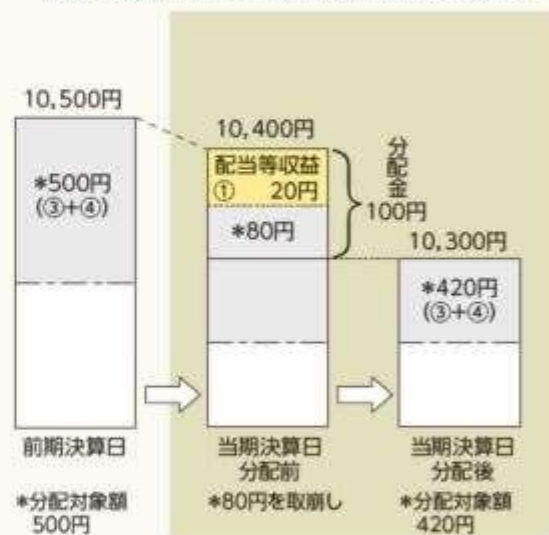 10,500円
*500円
(③+④)
前期決算日
*分配対象額
500円
10,400円
配当等収益
① 20円
*80円
分配金
100円
当期決算日
分配前
*80円を取崩し
10,300円
*420円
(③+④)
当期決算日
分配後
*分配対象額
420円